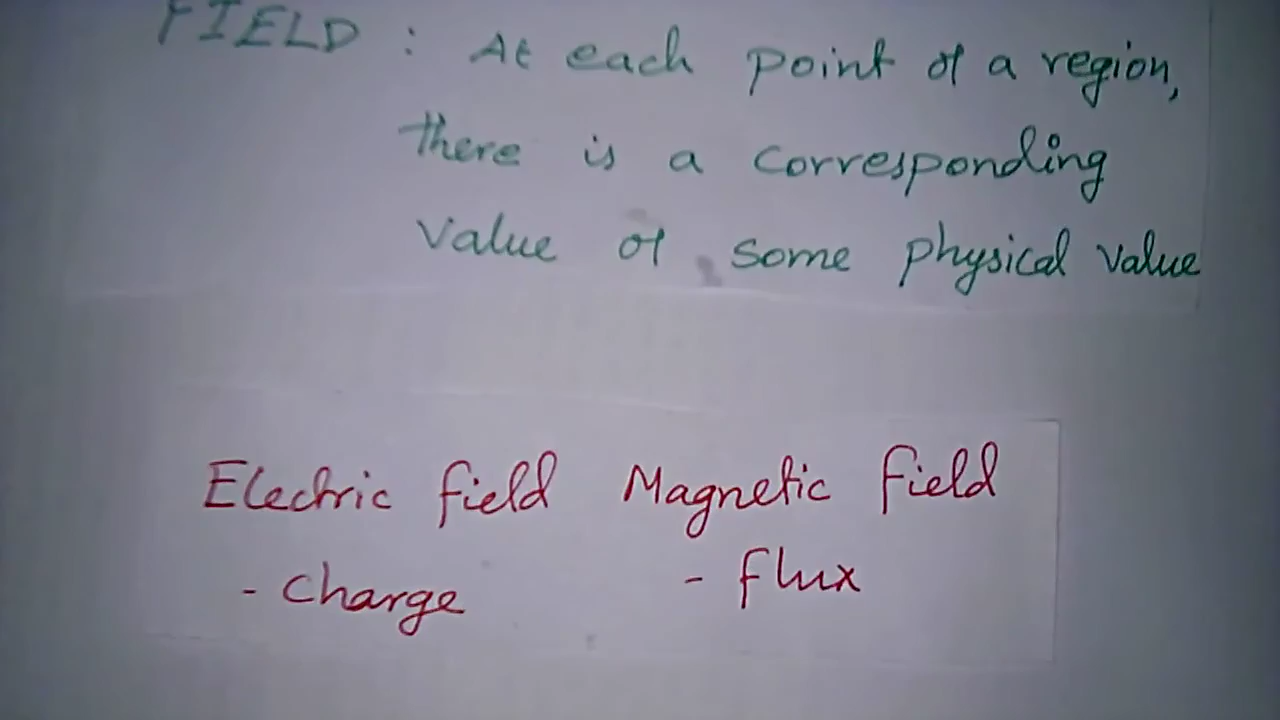 FIELD : At each point of a region,
there is a corresponding
value of some physical value
Electric field Magnetic field
- Charge - flux